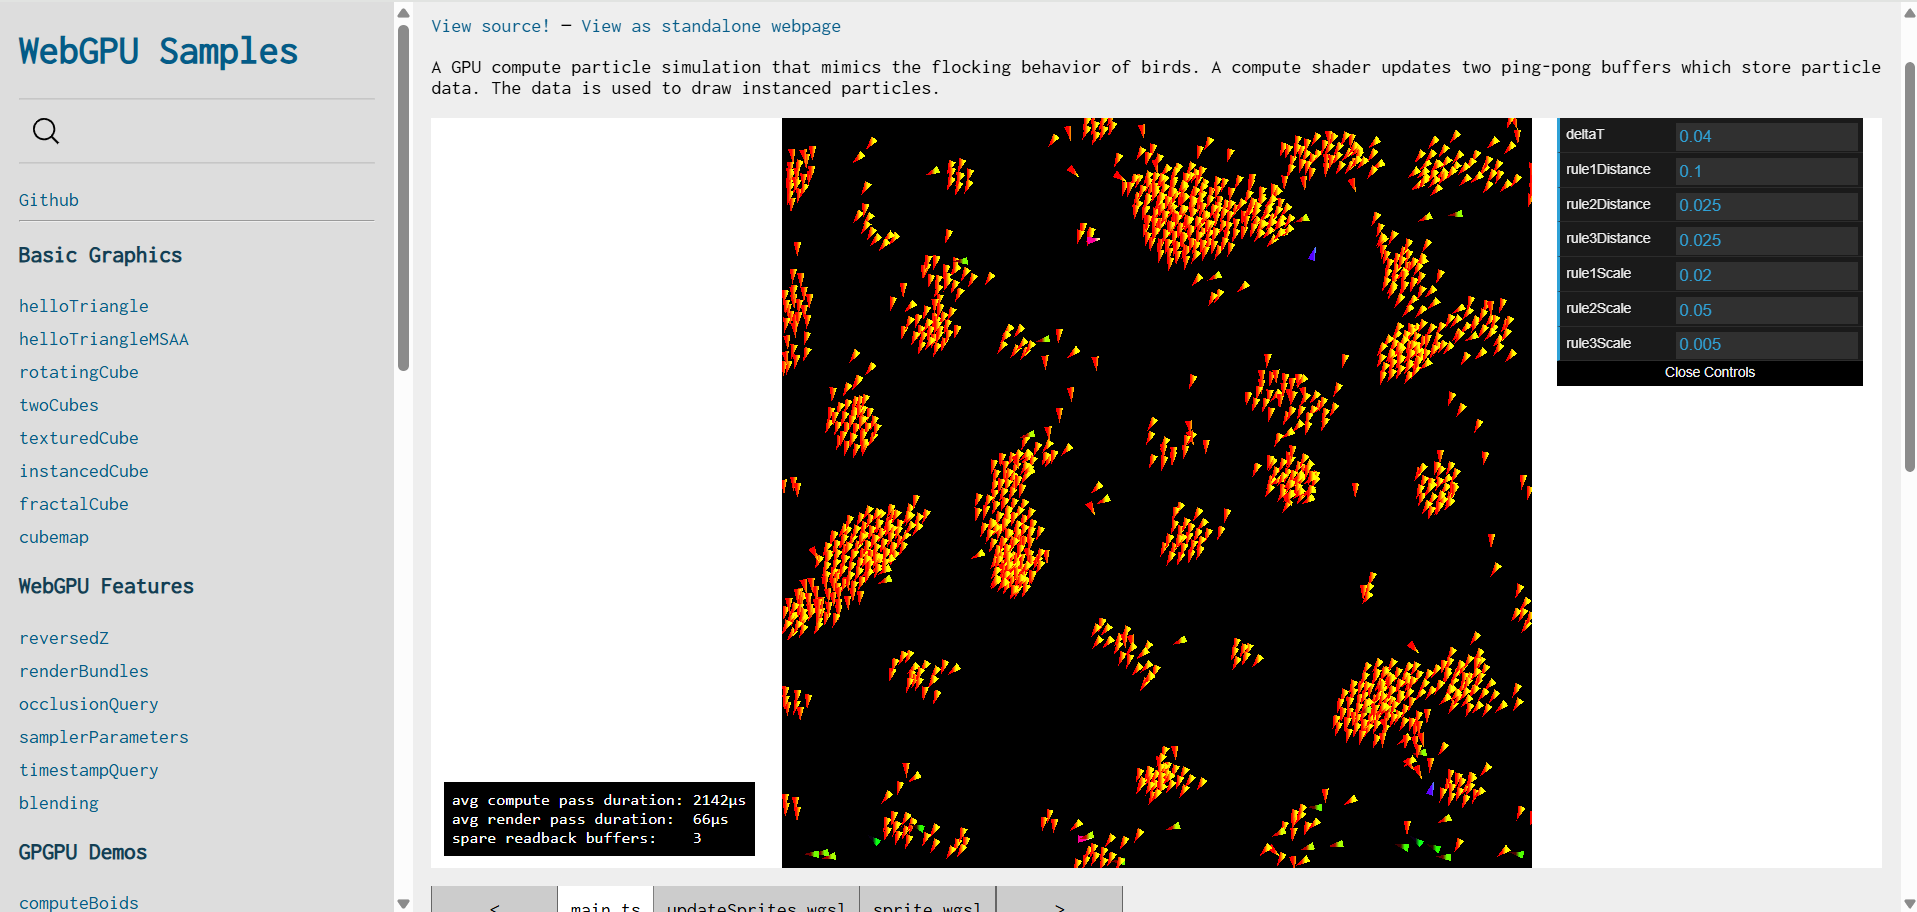 WebGPU Samples
Github
Basic Graphics
helloTriangle
helloTriangleMSAA
rotatingCube
twoCubes
texturedCube
instancedCube
fractalCube
cubemap
WebGPU Features
reversedZ
renderBundles
occlusionQuery
samplerParameters
timestampQuery
blending
GPGPU Demos
computeBoids
View source! — View as standalone webpage
A GPU compute particle simulation that mimics the flocking behavior of birds. A compute shader updates two ping-pong buffers which store particle
data. The data is used to draw instanced particles.
deltaT 0.04
rule1Distance 0.1
rule2Distance 0.025
rule3Distance 0.025
rule1Scale 0.02
rule2Scale 0.05
rule3Scale 0.005
Close Controls
avg compute pass duration: 2142µs
avg render pass duration: 66µs
spare readback buffers: 3
< main.ts updateSprites.wgsl sprite.wgsl >